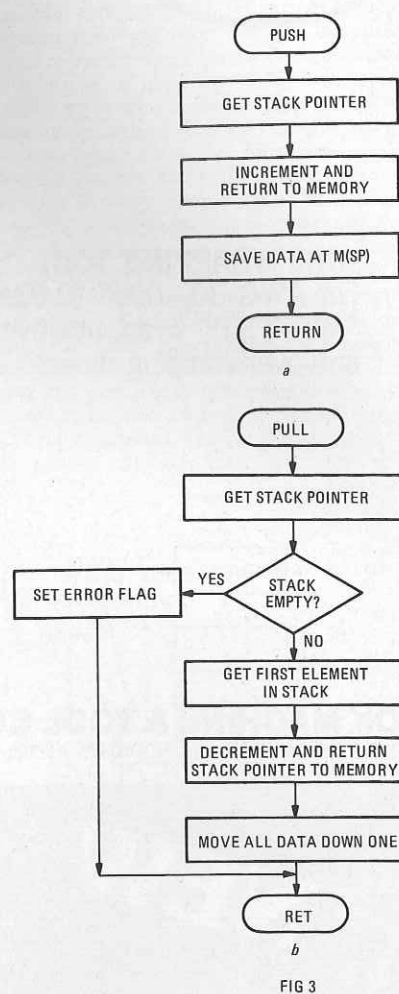 PUSH
GET STACK POINTER
INCREMENT AND
RETURN TO MEMORY
SAVE DATA AT M(SP)
RETURN
a
PULL
GET STACK POINTER
STACK
EMPTY?
YES
SET ERROR FLAG
NO
GET FIRST ELEMENT
IN STACK
DECREMENT AND RETURN
STACK POINTER TO MEMORY
MOVE ALL DATA DOWN ONE
RET
b
FIG 3